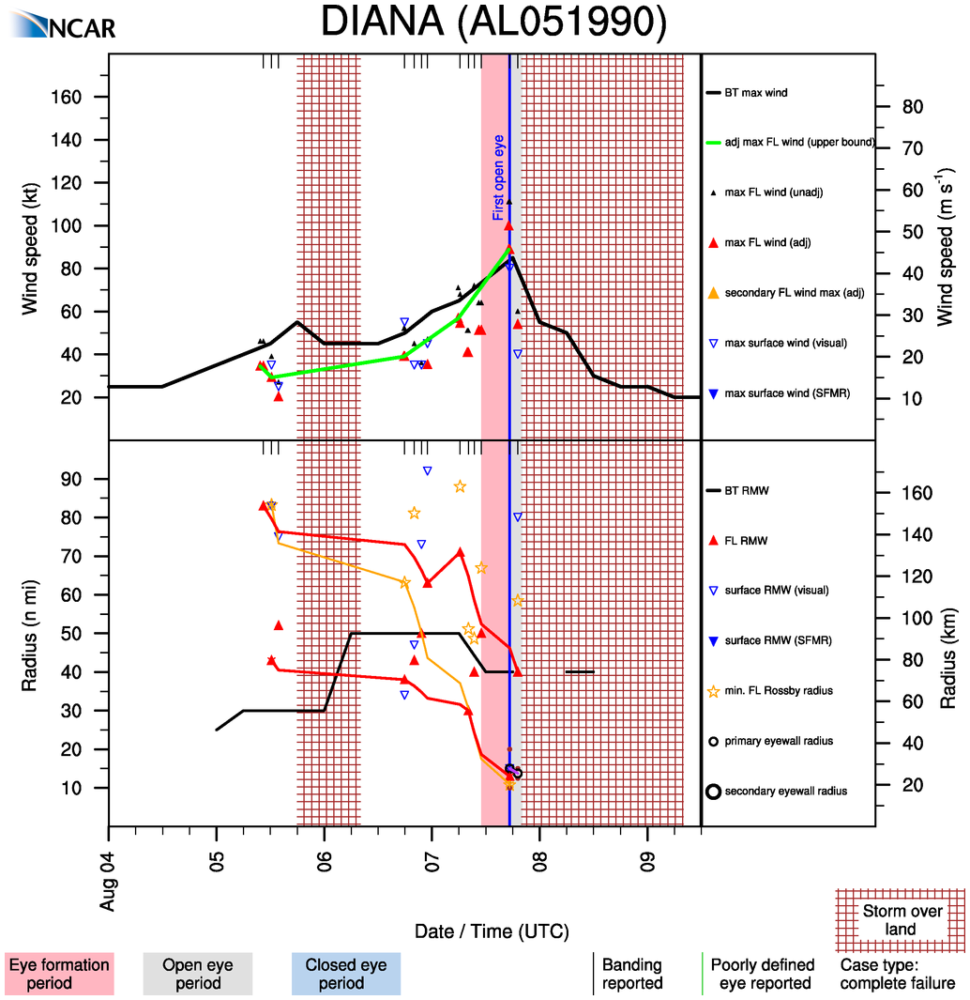 NCAR
DIANA (AL051990)
Wind speed (kt)
160
140
120
100
80
60
40
20
First open eye
80
70
60
50
40
30
20
10
Wind speed (m s-1)
BT max wind
adj max FL wind (upper bound)
max FL wind (unadj)
max FL wind (adj)
secondary FL wind max (adj)
max surface wind (visual)
max surface wind (SFMR)
Radius (n mi)
90
80
70
60
50
40
30
20
10
160
140
120
100
80
60
40
20
Radius (km)
BT RMW
FL RMW
surface RMW (visual)
surface RMW (SFMR)
min. FL Rossby radius
primary eyewall radius
secondary eyewall radius
Aug 04
05
06
07
08
09
Date / Time (UTC)
Storm over
land
Eye formation
period
Open eye
period
Closed eye
period
Banding
reported
Poorly defined
eye reported
Case type:
complete failure